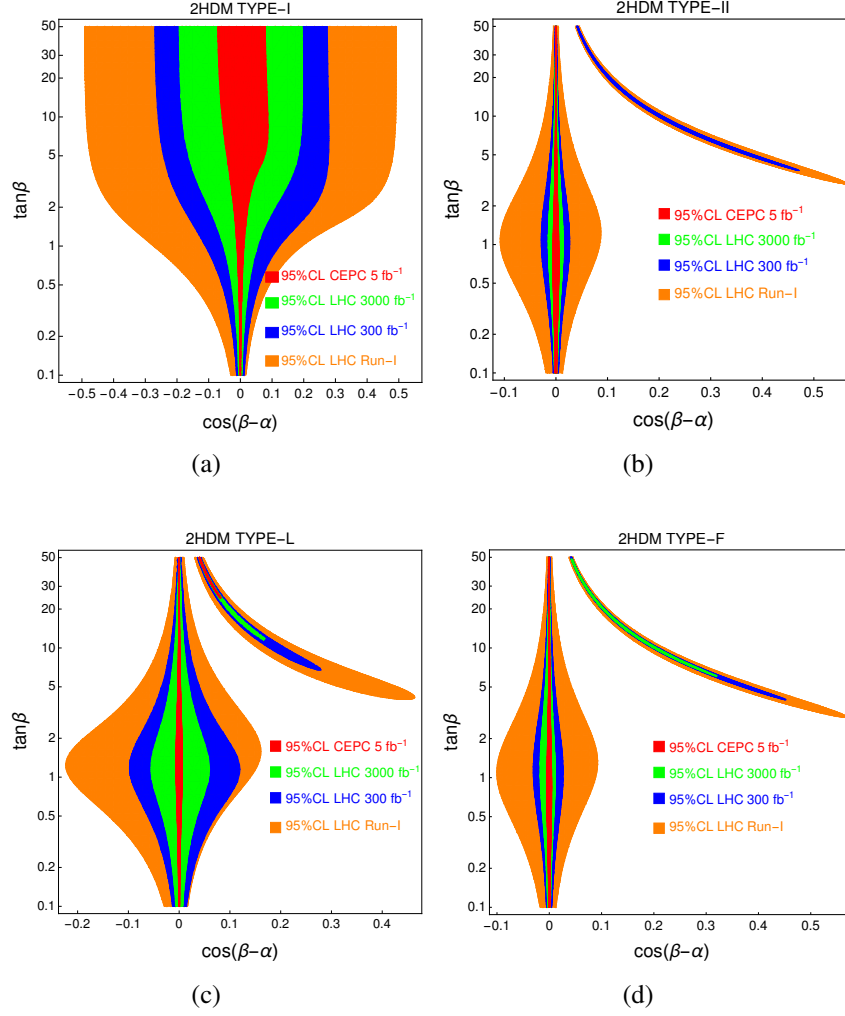 2HDM TYPE-I
tanβ
50
30
20
10
5
2
1
0.5
0.2
0.1
95%CL CEPC 5 fb⁻¹
95%CL LHC 3000 fb⁻¹
95%CL LHC 300 fb⁻¹
95%CL LHC Run-I
-0.5 -0.4 -0.3 -0.2 -0.1 0 0.1 0.2 0.3 0.4 0.5
cos(β-α)
(a)
2HDM TYPE-II
tanβ
50
30
20
10
5
2
1
0.5
0.2
0.1
95%CL CEPC 5 fb⁻¹
95%CL LHC 3000 fb⁻¹
95%CL LHC 300 fb⁻¹
95%CL LHC Run-I
-0.1 0 0.1 0.2 0.3 0.4 0.5
cos(β-α)
(b)
2HDM TYPE-L
tanβ
50
30
20
10
5
2
1
0.5
0.2
0.1
95%CL CEPC 5 fb⁻¹
95%CL LHC 3000 fb⁻¹
95%CL LHC 300 fb⁻¹
95%CL LHC Run-I
-0.2 -0.1 0 0.1 0.2 0.3 0.4
cos(β-α)
(c)
2HDM TYPE-F
tanβ
50
30
20
10
5
2
1
0.5
0.2
0.1
95%CL CEPC 5 fb⁻¹
95%CL LHC 3000 fb⁻¹
95%CL LHC 300 fb⁻¹
95%CL LHC Run-I
-0.1 0 0.1 0.2 0.3 0.4 0.5
cos(β-α)
(d)